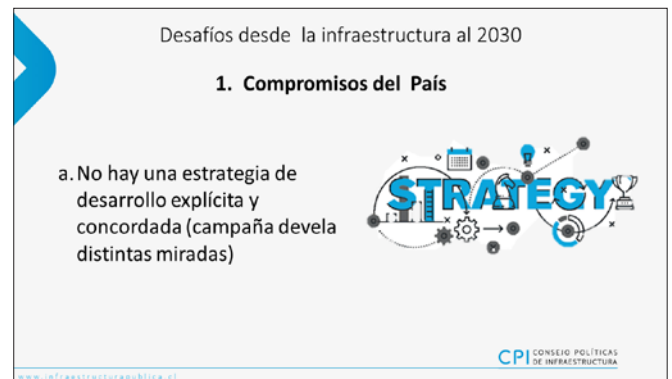 Desafíos desde la infraestructura al 2030
1. Compromisos del País
a. No hay una estrategia de
desarrollo explícita y
concordada (campaña devela
distintas miradas)
STRATEGY
CPI CONSEJO POLÍTICAS
DE INFRAESTRUCTURA
www.infraestructurapublica.cl